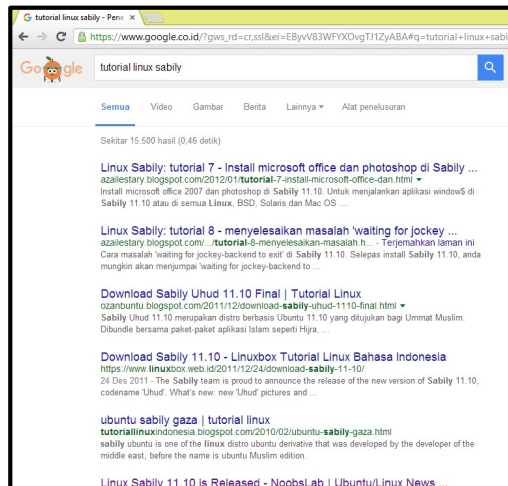 tutorial linux sabily - Pene
https://www.google.co.id/?gws_rd=cr,ssl&ei=EByvV83WFYXOvgTJ1ZyABA#q=tutorial+linux+sabi
Google
tutorial linux sabily
Semua Video Gambar Berita Lainnya Alat penelusuran
Sekitar 15.500 hasil (0,46 detik)
Linux Sabily: tutorial 7 - Install microsoft office dan photoshop di Sabily ...
azailestary.blogspot.com/2012/01/tutorial-7-install-microsoft-office-dan.html
Install microsoft office 2007 dan photoshop di Sabily 11.10. Untuk menjalankan aplikasi window$ di
Sabily 11.10 atau di semua Linux, BSD, Solaris dan Mac OS ...
Linux Sabily: tutorial 8 - menyelesaikan masalah 'waiting for jockey ...
azailestary.blogspot.com/.../tutorial-8-menyelesaikan-masalah.h... - Terjemahkan laman ini
Cara masalah 'waiting for jockey-backend to exit' di Sabily 11.10. Selepas install Sabily 11.10, anda
mungkin akan menjumpai 'waiting for jockey-backend to ...
Download Sabily Uhud 11.10 Final | Tutorial Linux
ozanbuntu.blogspot.com/2011/12/download-sabily-uhud-1110-final.html
Sabily Uhud 11.10 merupakan distro berbasis Ubuntu 11.10 yang ditujukan bagi Ummat Muslim.
Dibundle bersama paket-paket aplikasi Islam seperti Hijra, ...
Download Sabily 11.10 - Linuxbox Tutorial Linux Bahasa Indonesia
https://www.linuxbox.web.id/2011/12/24/download-sabily-11-10/
24 Des 2011 - The Sabily team is proud to announce the release of the new version of Sabily 11.10,
codename 'Uhud'. What's new: new 'Uhud' pictures and ...
ubuntu sabily gaza | tutorial linux
tutoriallinuxindonesia.blogspot.com/2010/02/ubuntu-sabily-gaza.html
sabily ubuntu is one of the linux distro ubuntu derivative that was developed by the developer of the
middle east, before the name is ubuntu Muslim edition.
Linux Sabily 11.10 is Released - NoobsLab | Ubuntu/Linux News ...